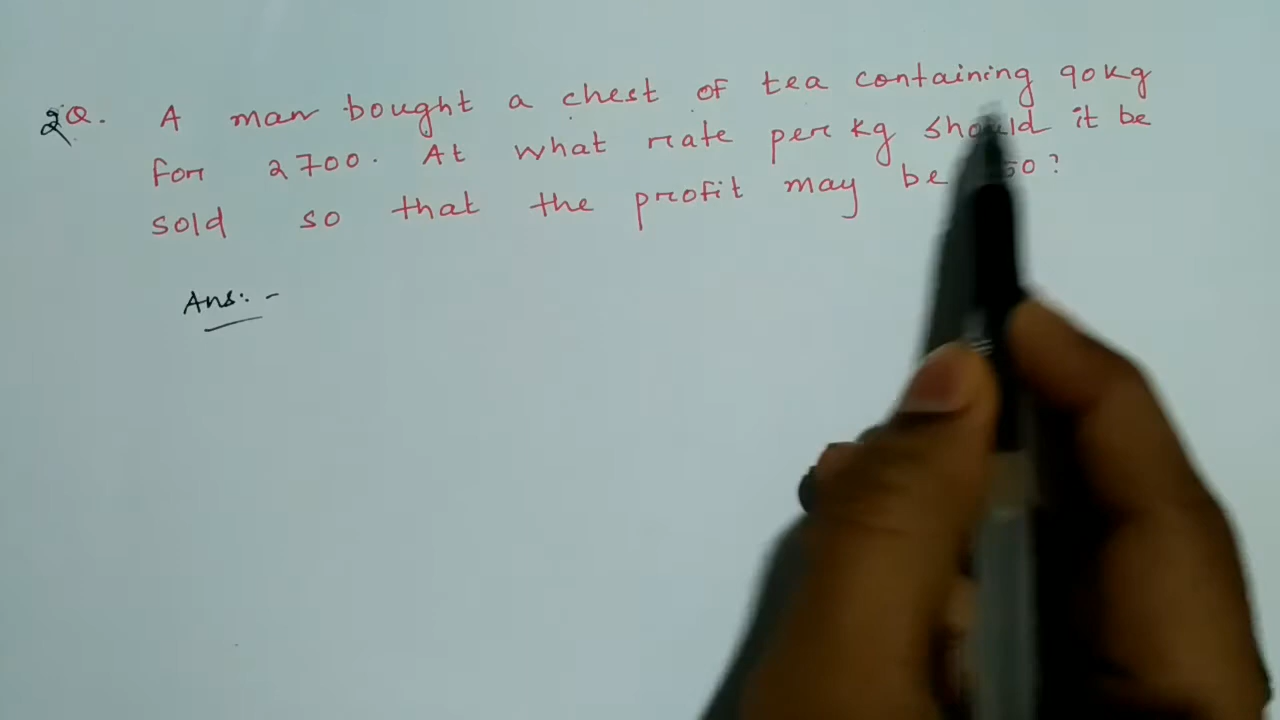 2Q. A man bought a chest of tea containing 90kg
for 2700. At what rate per kg should it be
sold so that the profit may be
Ans:-